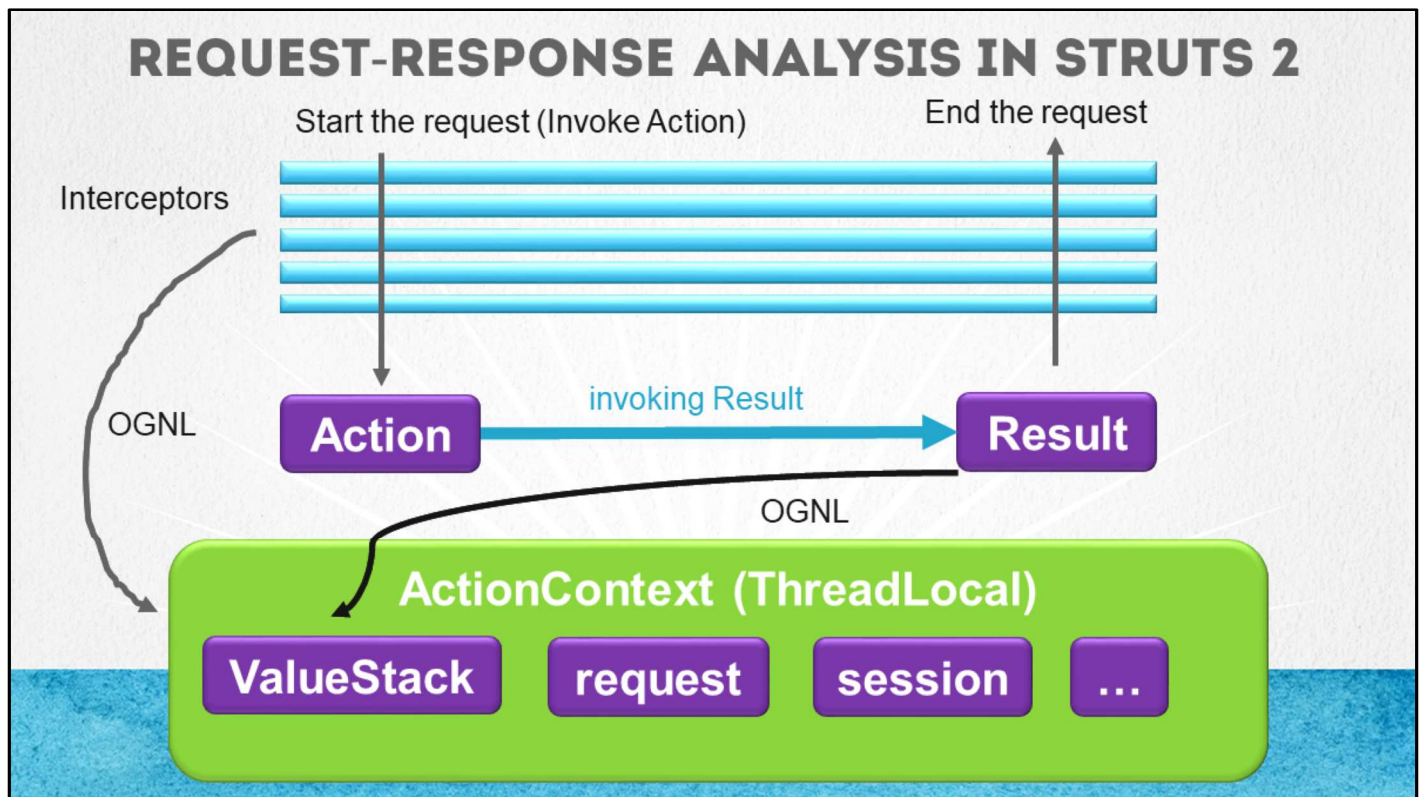 REQUEST-RESPONSE ANALYSIS IN STRUTS 2
Start the request (Invoke Action)
End the request
Interceptors
OGNL
invoking Result
Action
Result
OGNL
ActionContext (ThreadLocal)
ValueStack
request
session
...